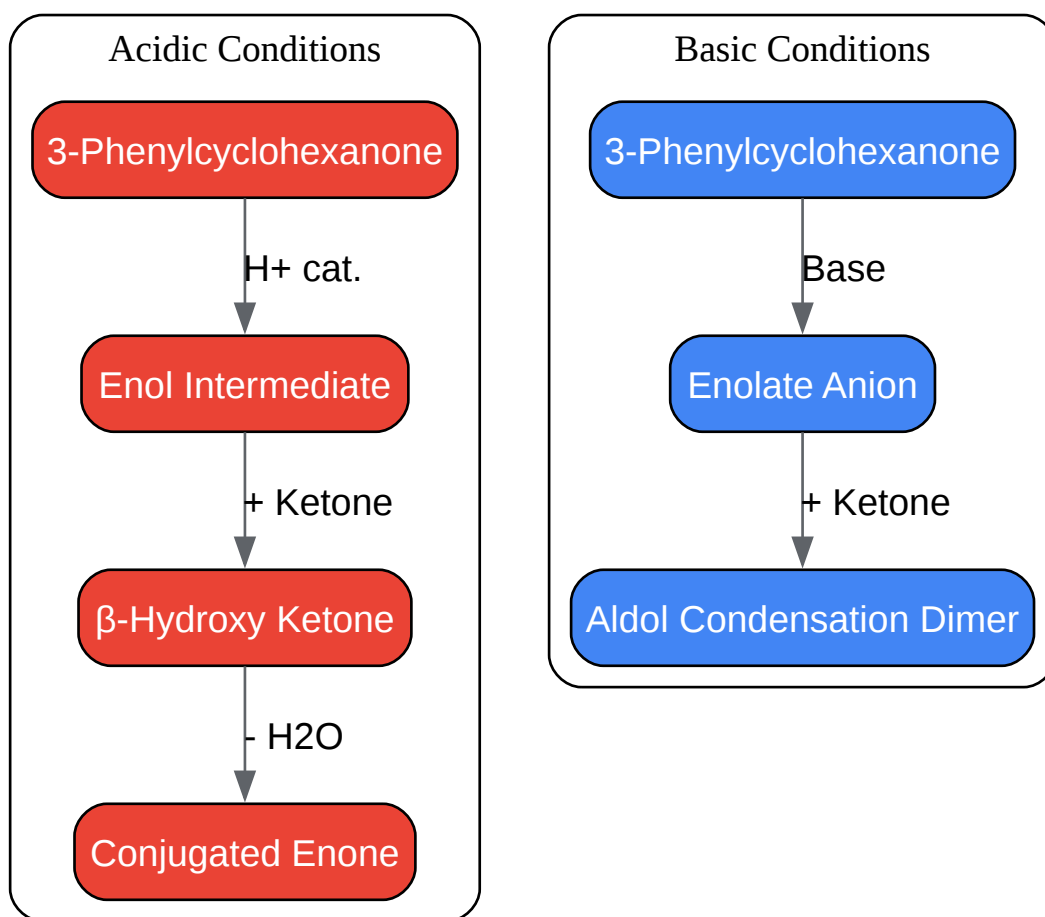 Acidic Conditions
3-Phenylcyclohexanone
H+ cat.
Enol Intermediate
+ Ketone
β-Hydroxy Ketone
- H2O
Conjugated Enone
Basic Conditions
3-Phenylcyclohexanone
Base
Enolate Anion
+ Ketone
Aldol Condensation Dimer